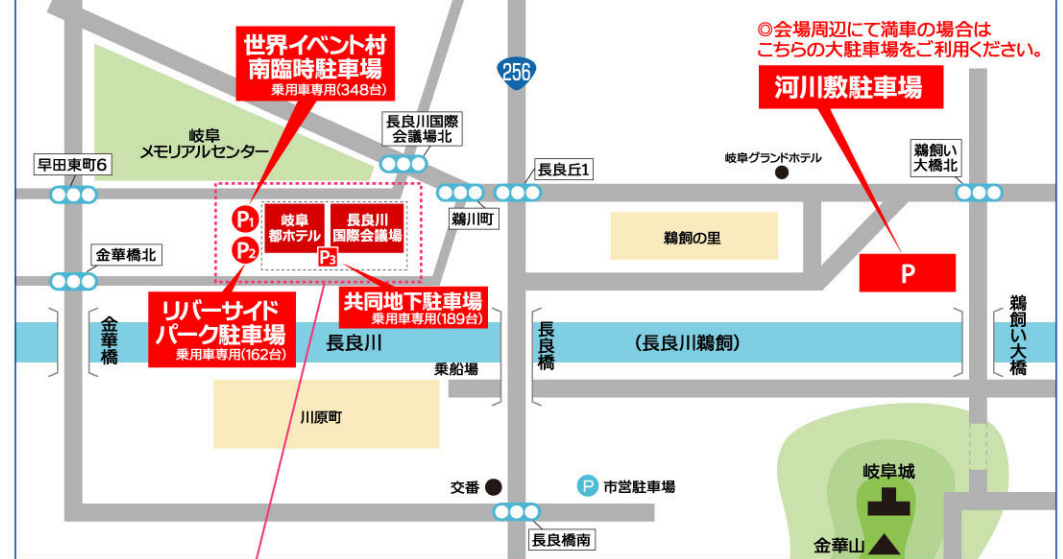 世界イベント村
南臨時駐車場
乗用車専用(348台)
256
◎会場周辺にて満車の場合は
こちらの大駐車場をご利用ください。
河川敷駐車場
岐阜
メモリアルセンター
長良川国際
会議場北
早田東町6
長良丘1
岐阜グランドホテル
鵜飼い
大橋北
P1
岐阜
都ホテル
長良川
国際会議場
鵜川町
P2
P3
鵜飼の里
金華橋北
P
リバーサイド
パーク駐車場
乗用車専用(162台)
共同地下駐車場
乗用車専用(189台)
金華橋
長良川
長良橋
(長良川鵜飼)
鵜飼い大橋
乗船場
川原町
交番
P 市営駐車場
岐阜城
長良橋南
金華山